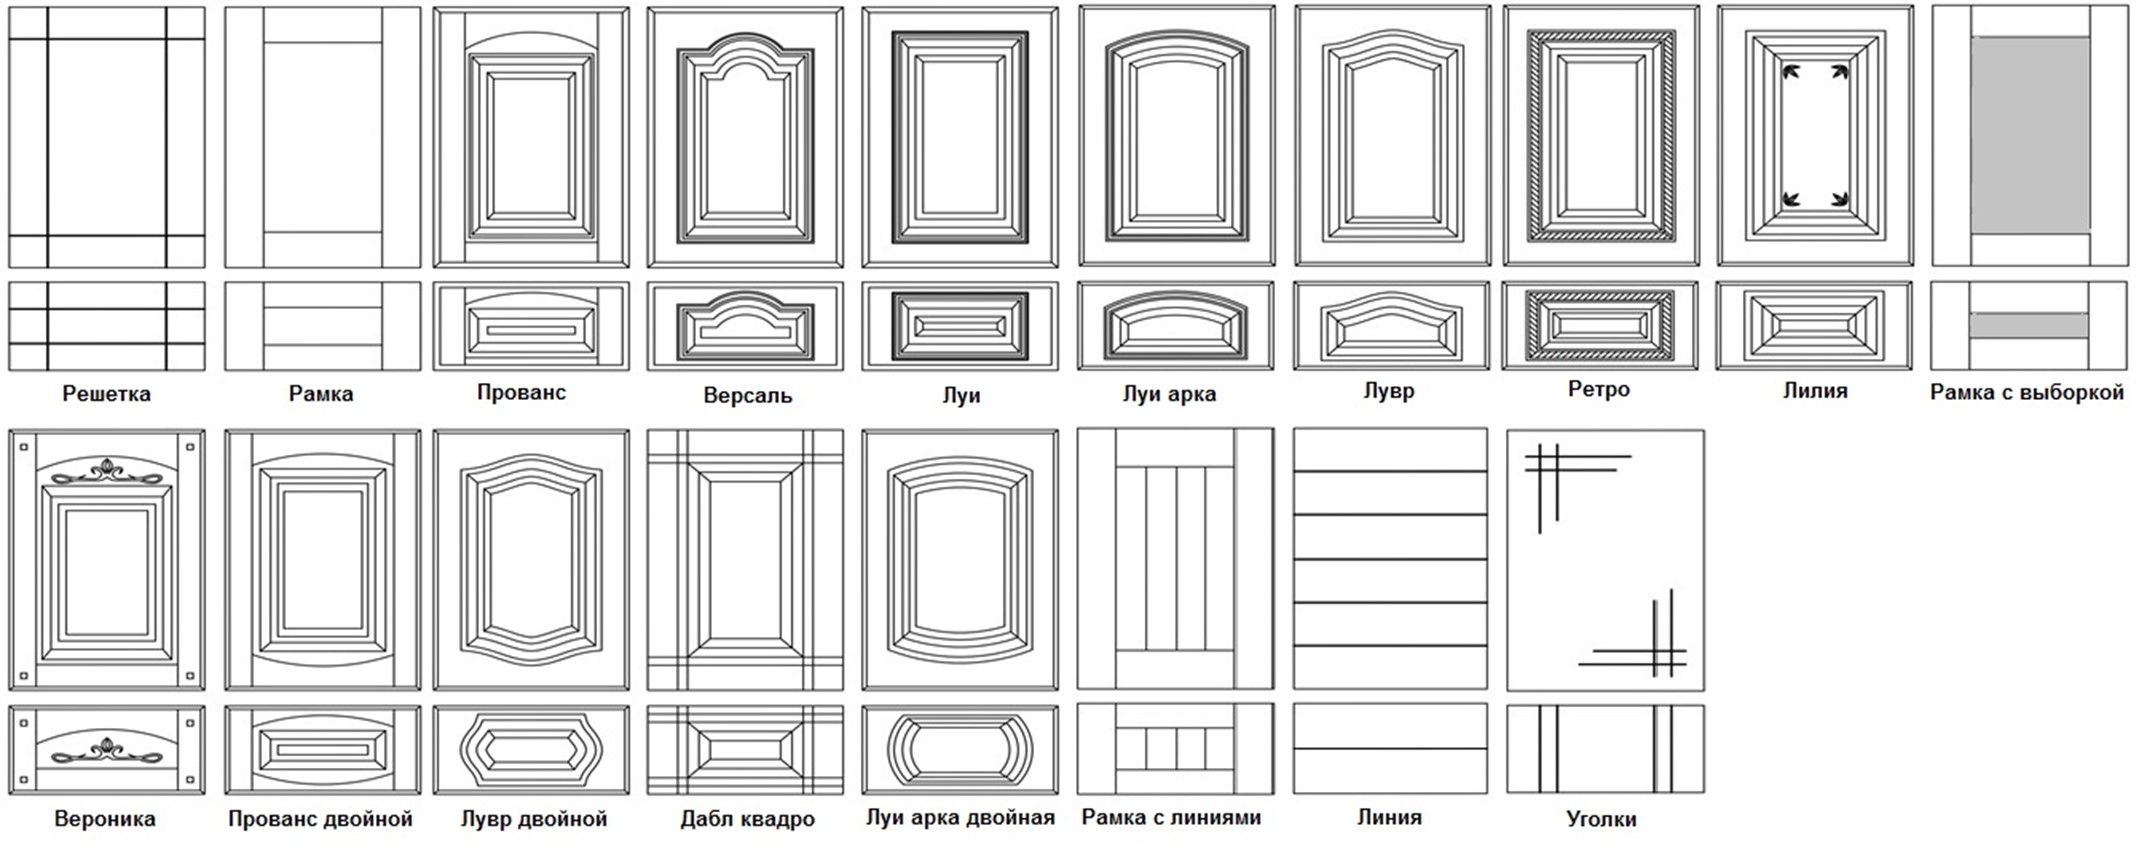 Решетка
Рамка
Прованс
Версаль
Луи
Луи арка
Лувр
Ретро
Лилия
Рамка с выборкой
Вероника
Прованс двойной
Лувр двойной
Дабл квадро
Луи арка двойная
Рамка с линиями
Линия
Уголки